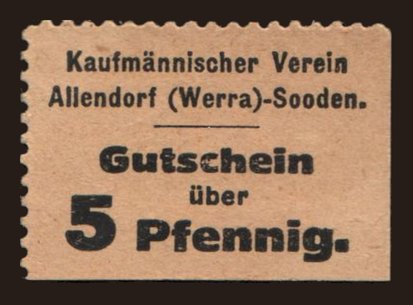 Kaufmännischer Verein
Allendorf (Werra)-Sooden.
Gutschein
über
5 Pfennig.